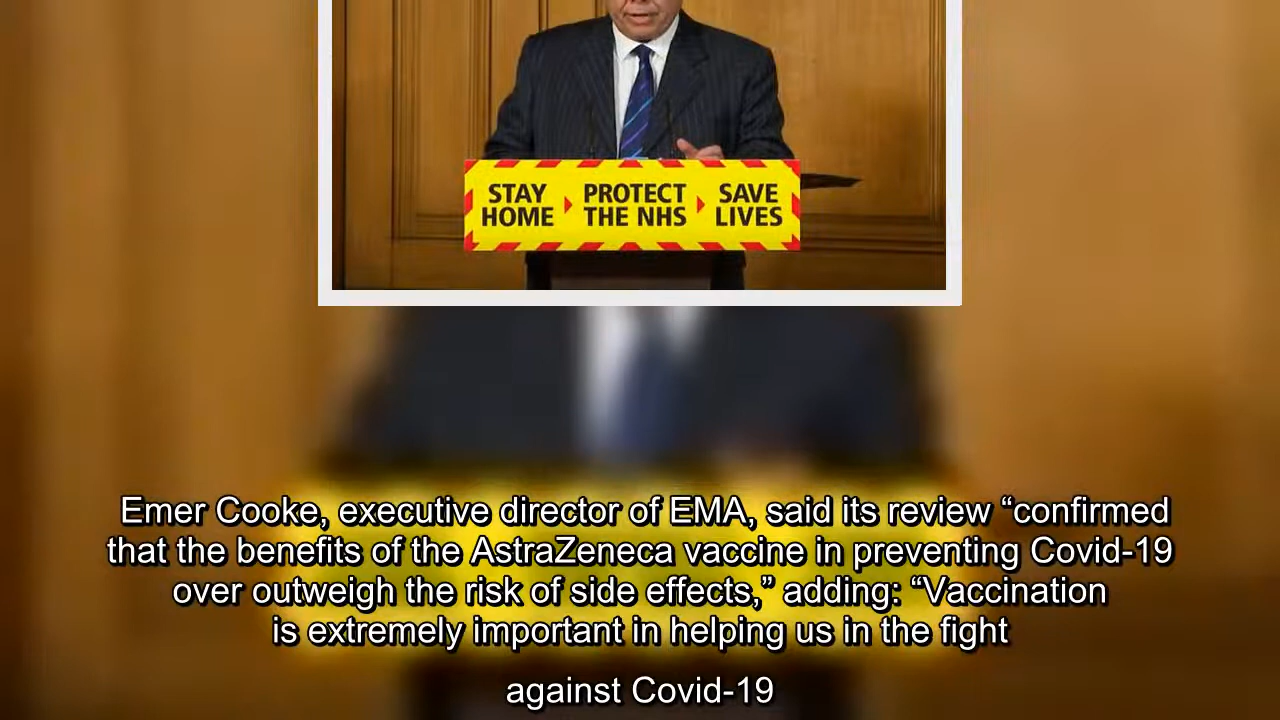 STAY PROTECT SAVE
HOME THE NHS LIVES
Emer Cooke, executive director of EMA, said its review “confirmed
that the benefits of the AstraZeneca vaccine in preventing Covid-19
over outweigh the risk of side effects,” adding: “Vaccination
is extremely important in helping us in the fight
against Covid-19